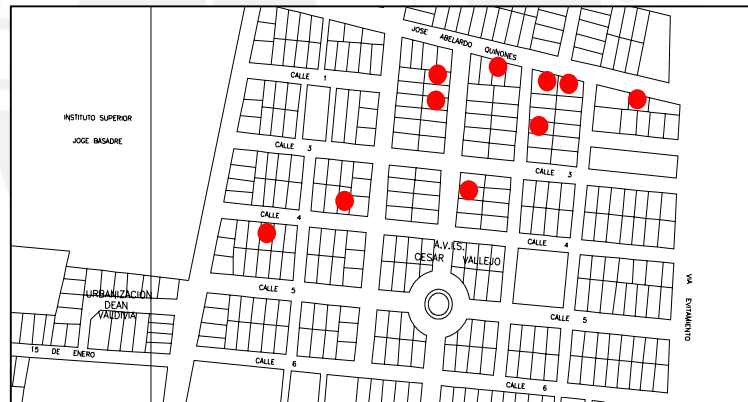 JOSE ABELARDO QUIÑONES
CALLE 1
INSTITUTO SUPERIOR
JOGE BASADRE
CALLE 3
CALLE 3
CALLE 4
CALLE 4
A.V.I.S.
CESAR VALLEJO
VIA EVITAMIENTO
CALLE 5
URBANIZACIÓN
DEAN
VALDIVIA
CALLE 5
15 DE ENERO
CALLE 6
CALLE 6